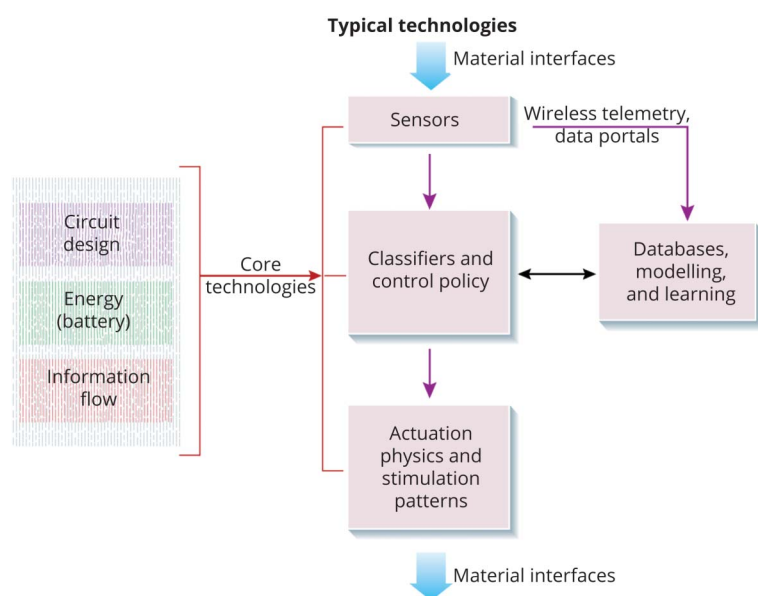 Typical technologies
Material interfaces
Sensors
Wireless telemetry,
data portals
Circuit
design
Energy
(battery)
Information
flow
Core
technologies
Classifiers and
control policy
Databases,
modelling,
and learning
Actuation
physics and
stimulation
patterns
Material interfaces